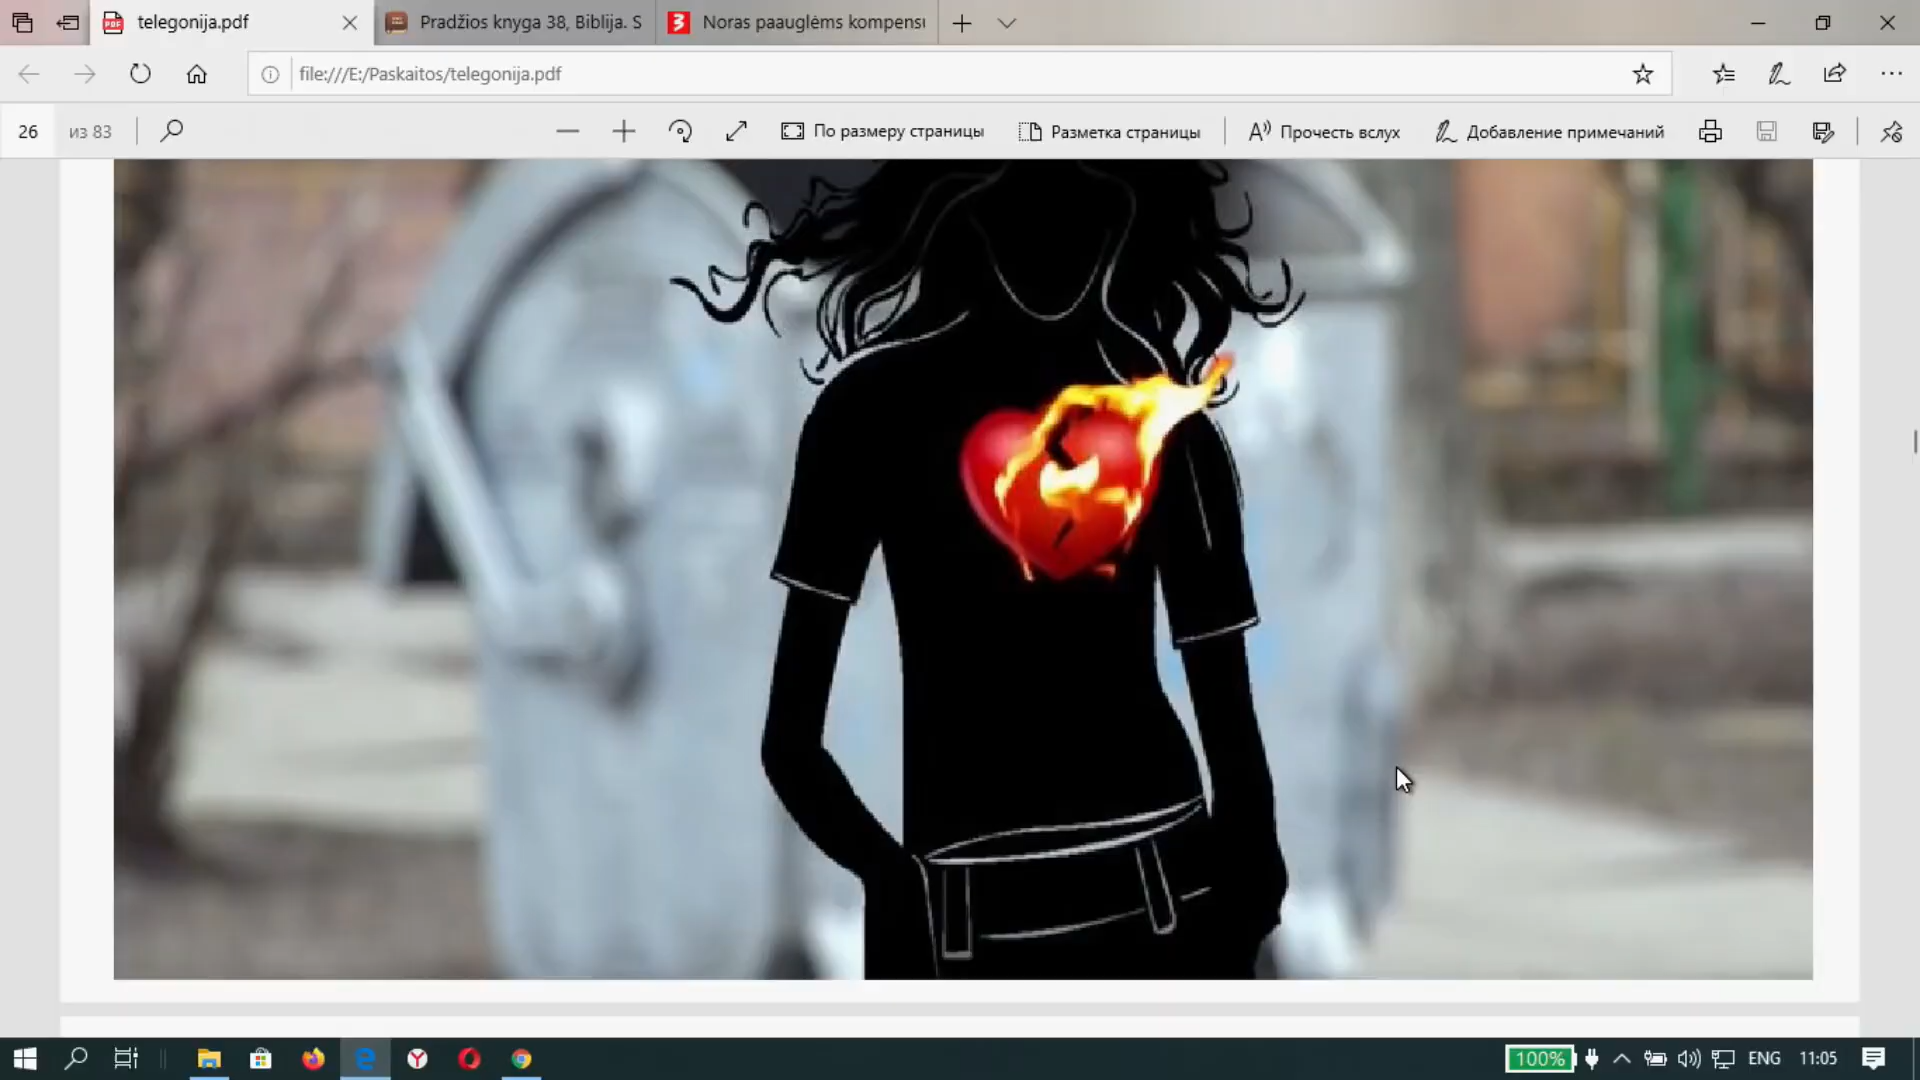 telegonija.pdf
Pradžios knyga 38, Biblija. S
Noras paauglėms kompensu
file:///E:/Paskaitos/telegonija.pdf
26 из 83
По размеру страницы
Разметка страницы
Прочесть вслух
Добавление примечаний
100%
ENG
11:05